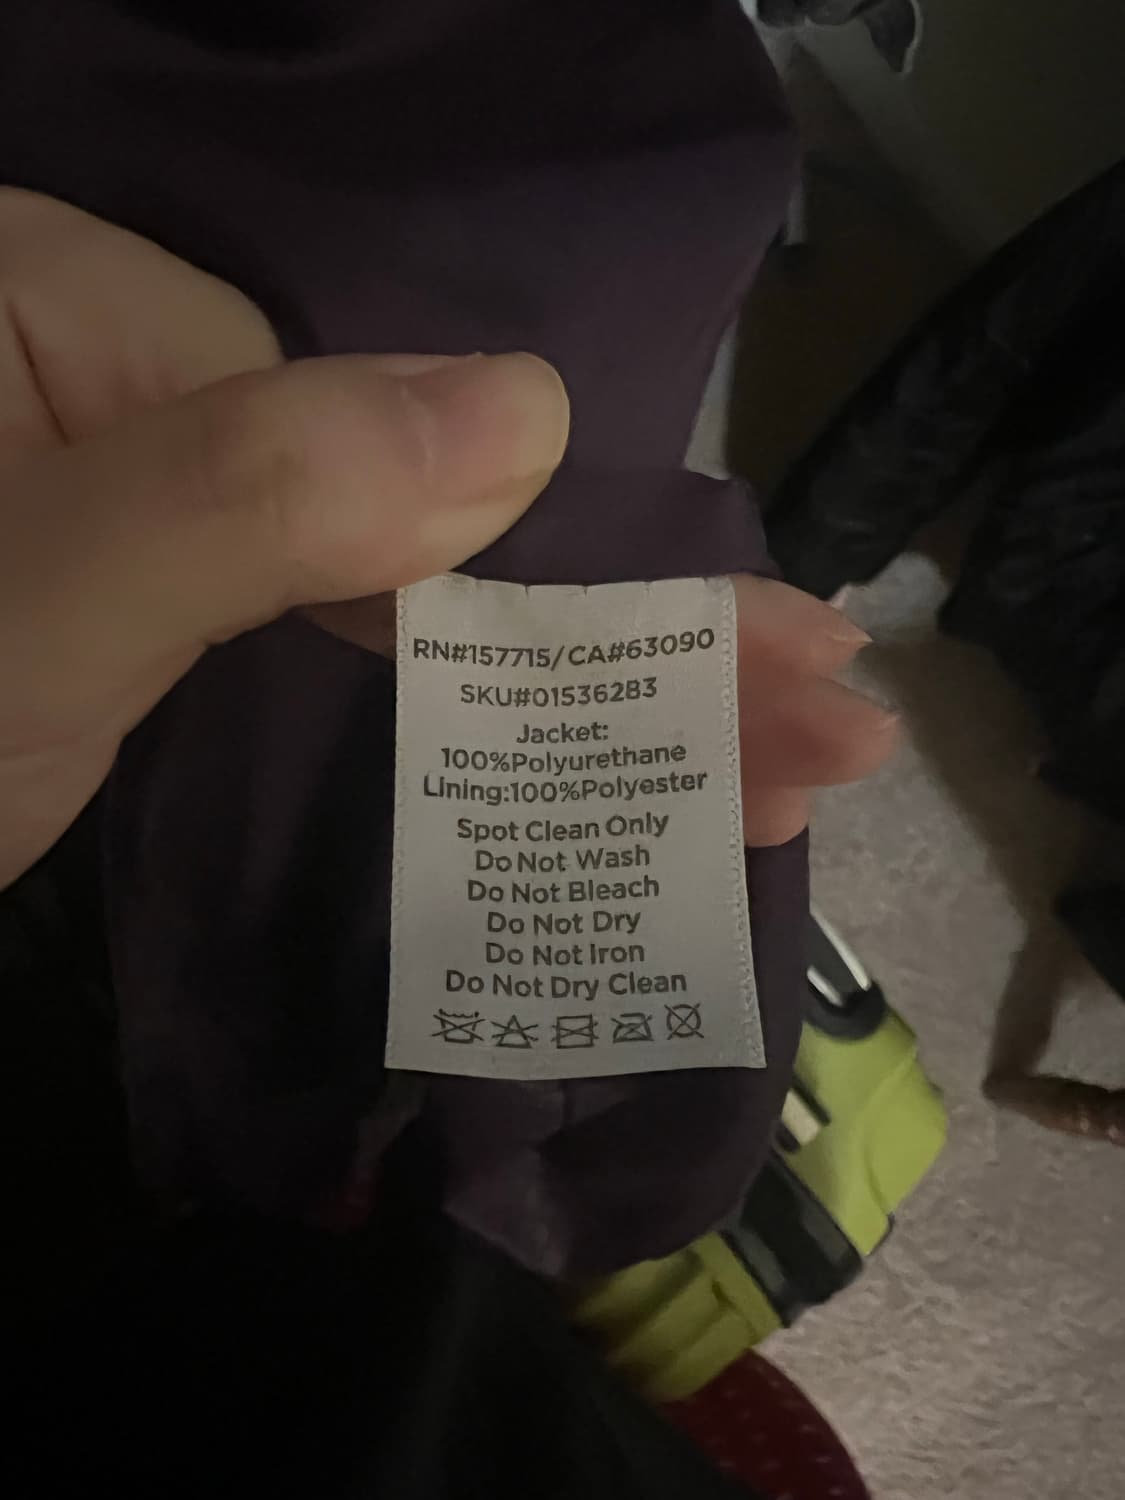 RN#157715/CA#63090
SKU#01536283
Jacket:
100%Polyurethane
Lining:100%Polyester
Spot Clean Only
Do Not Wash
Do Not Bleach
Do Not Dry
Do Not Iron
Do Not Dry Clean